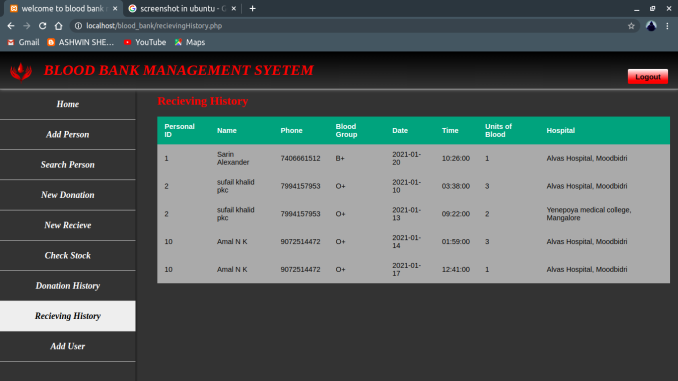 welcome to blood bank
screenshot in ubuntu - G
localhost/blood_bank/recievingHistory.php
Gmail ASHWIN SHE... YouTube Maps
BLOOD BANK MANAGEMENT SYETEM
Logout
Home
Add Person
Search Person
New Donation
New Recieve
Check Stock
Donation History
Recieving History
Add User
Recieving History
Personal ID Name Phone Blood Group Date Time Units of Blood Hospital
1 Sarin Alexander 7406661512 B+ 2021-01-20 10:26:00 1 Alvas Hospital, Moodbidri
2 sufail khalid pkc 7994157953 O+ 2021-01-10 03:38:00 3 Alvas Hospital, Moodbidri
2 sufail khalid pkc 7994157953 O+ 2021-01-13 09:22:00 2 Yenepoya medical college, Mangalore
10 Amal N K 9072514472 O+ 2021-01-14 01:59:00 3 Alvas Hospital, Moodbidri
10 Amal N K 9072514472 O+ 2021-01-17 12:41:00 1 Alvas Hospital, Moodbidri